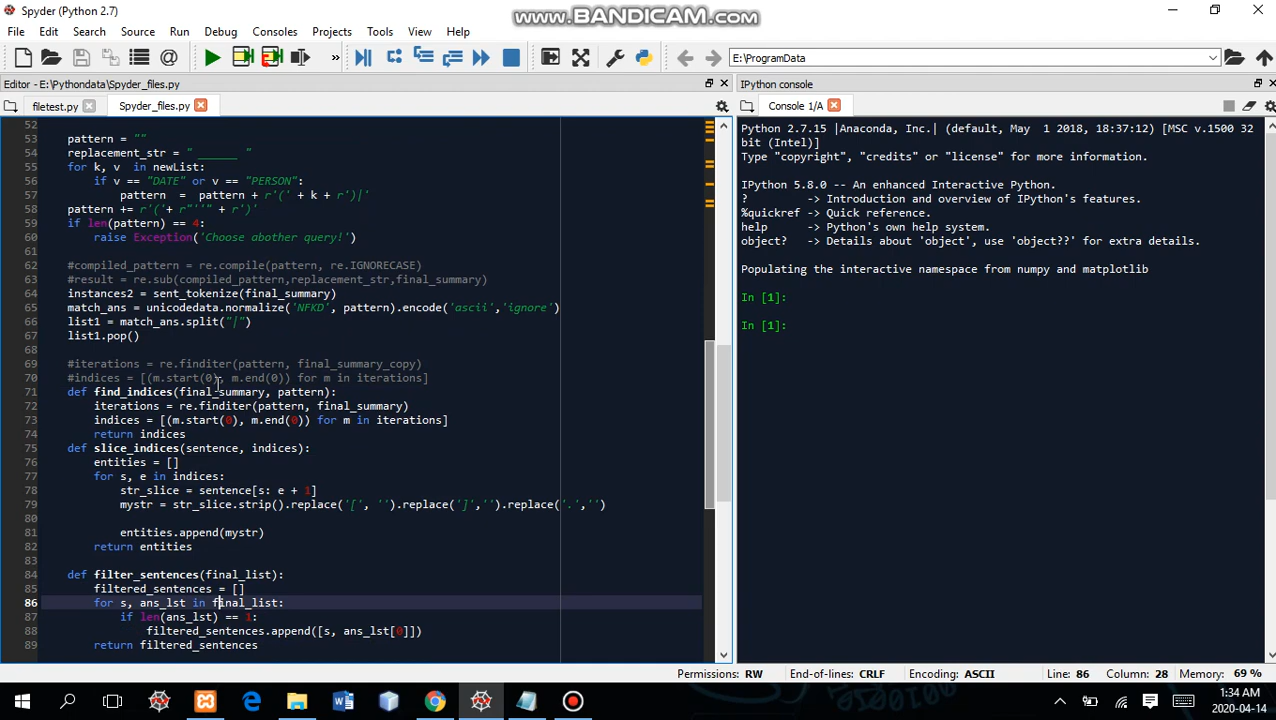 Spyder (Python 2.7)
www.BANDICAM.com
File Edit Search Source Run Debug Consoles Projects Tools View Help
E:\ProgramData
Editor - E:\Pythondata\Spyder_files.py
IPython console
filetest.py
Spyder_files.py
Console 1/A
52
53 pattern = ""
54 replacement_str = " ______ "
55 for k, v  in newList:
56 if v == "DATE" or v == "PERSON":
57 pattern  =  pattern + r'(' + k + r')|'
58 pattern += r'('+ r"''" + r')'
59 if len(pattern) == 4:
60 raise Exception('Choose abother query!')
61
62 #compiled_pattern = re.compile(pattern, re.IGNORECASE)
63 #result = re.sub(compiled_pattern,replacement_str,final_summary)
64 instances2 = sent_tokenize(final_summary)
65 match_ans = unicodedata.normalize('NFKD', pattern).encode('ascii','ignore')
66 list1 = match_ans.split("|")
67 list1.pop()
68
69 #iterations = re.finditer(pattern, final_summary_copy)
70 #indices = [(m.start(0), m.end(0)) for m in iterations]
71 def find_indices(final_summary, pattern):
72 iterations = re.finditer(pattern, final_summary)
73 indices = [(m.start(0), m.end(0)) for m in iterations]
74 return indices
75 def slice_indices(sentence, indices):
76 entities = []
77 for s, e in indices:
78 str_slice = sentence[s: e + 1]
79 mystr = str_slice.strip().replace('[', '').replace(']','').replace('.','')
80
81 entities.append(mystr)
82 return entities
83
84 def filter_sentences(final_list):
85 filtered_sentences = []
86 for s, ans_lst in final_list:
87 if len(ans_lst) == 1:
88 filtered_sentences.append([s, ans_lst[0]])
89 return filtered_sentences
Python 2.7.15 |Anaconda, Inc.| (default, May  1 2018, 18:37:12) [MSC v.1500 32
bit (Intel)]
Type "copyright", "credits" or "license" for more information.
IPython 5.8.0 -- An enhanced Interactive Python.
? -> Introduction and overview of IPython's features.
%quickref -> Quick reference.
help -> Python's own help system.
object? -> Details about 'object', use 'object??' for extra details.
Populating the interactive namespace from numpy and matplotlib
In [1]:
In [1]:
Permissions: RW End-of-lines: CRLF Encoding: ASCII Line: 86 Column: 28 Memory: 69 %
1:34 AM
2020-04-14